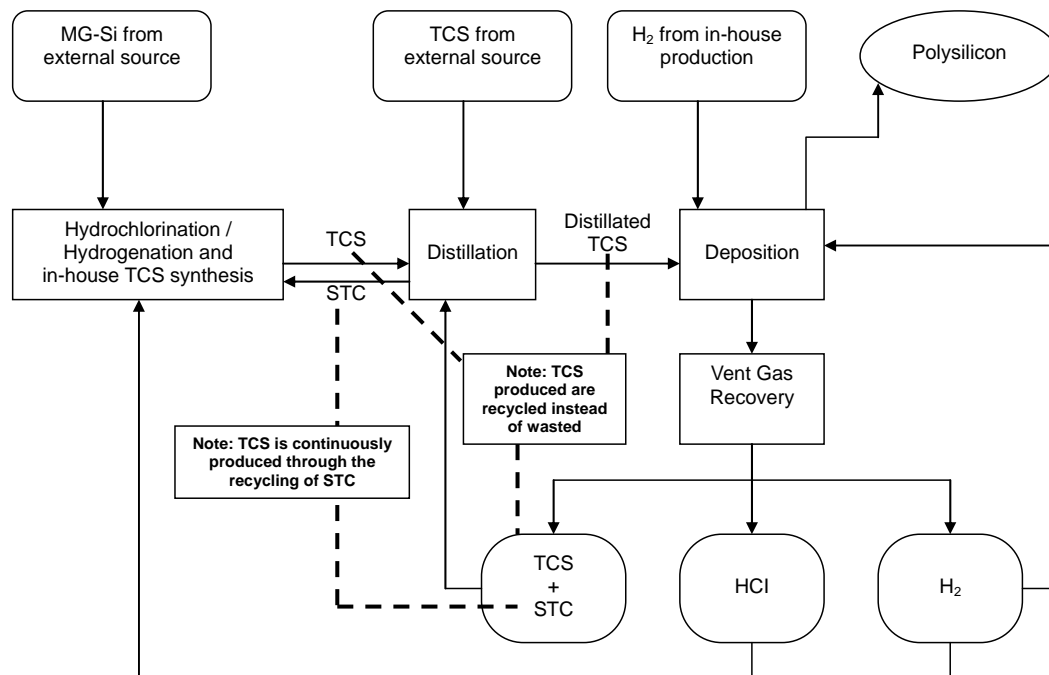 MG-Si from
external source
TCS from
external source
H₂ from in-house
production
Polysilicon
Hydrochlorination /
Hydrogenation and
in-house TCS synthesis
TCS
STC
Distillation
Distillated
TCS
Deposition
Note: TCS
produced are
recycled instead
of wasted
Vent Gas
Recovery
Note: TCS is continuously
produced through the
recycling of STC
TCS
+
STC
HCl
H₂